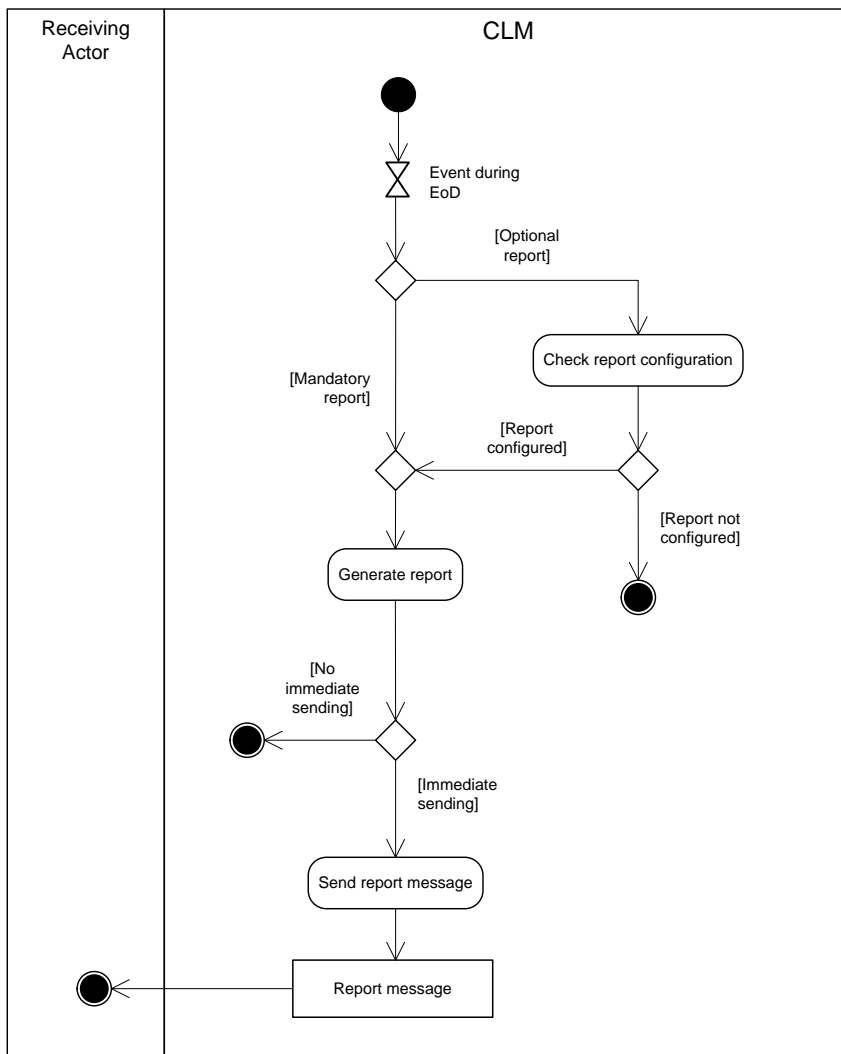 Receiving
Actor
CLM
Event during
EoD
[Optional
report]
Check report configuration
[Mandatory
report]
[Report
configured]
[Report not
configured]
Generate report
[No
immediate
sending]
[Immediate
sending]
Send report message
Report message